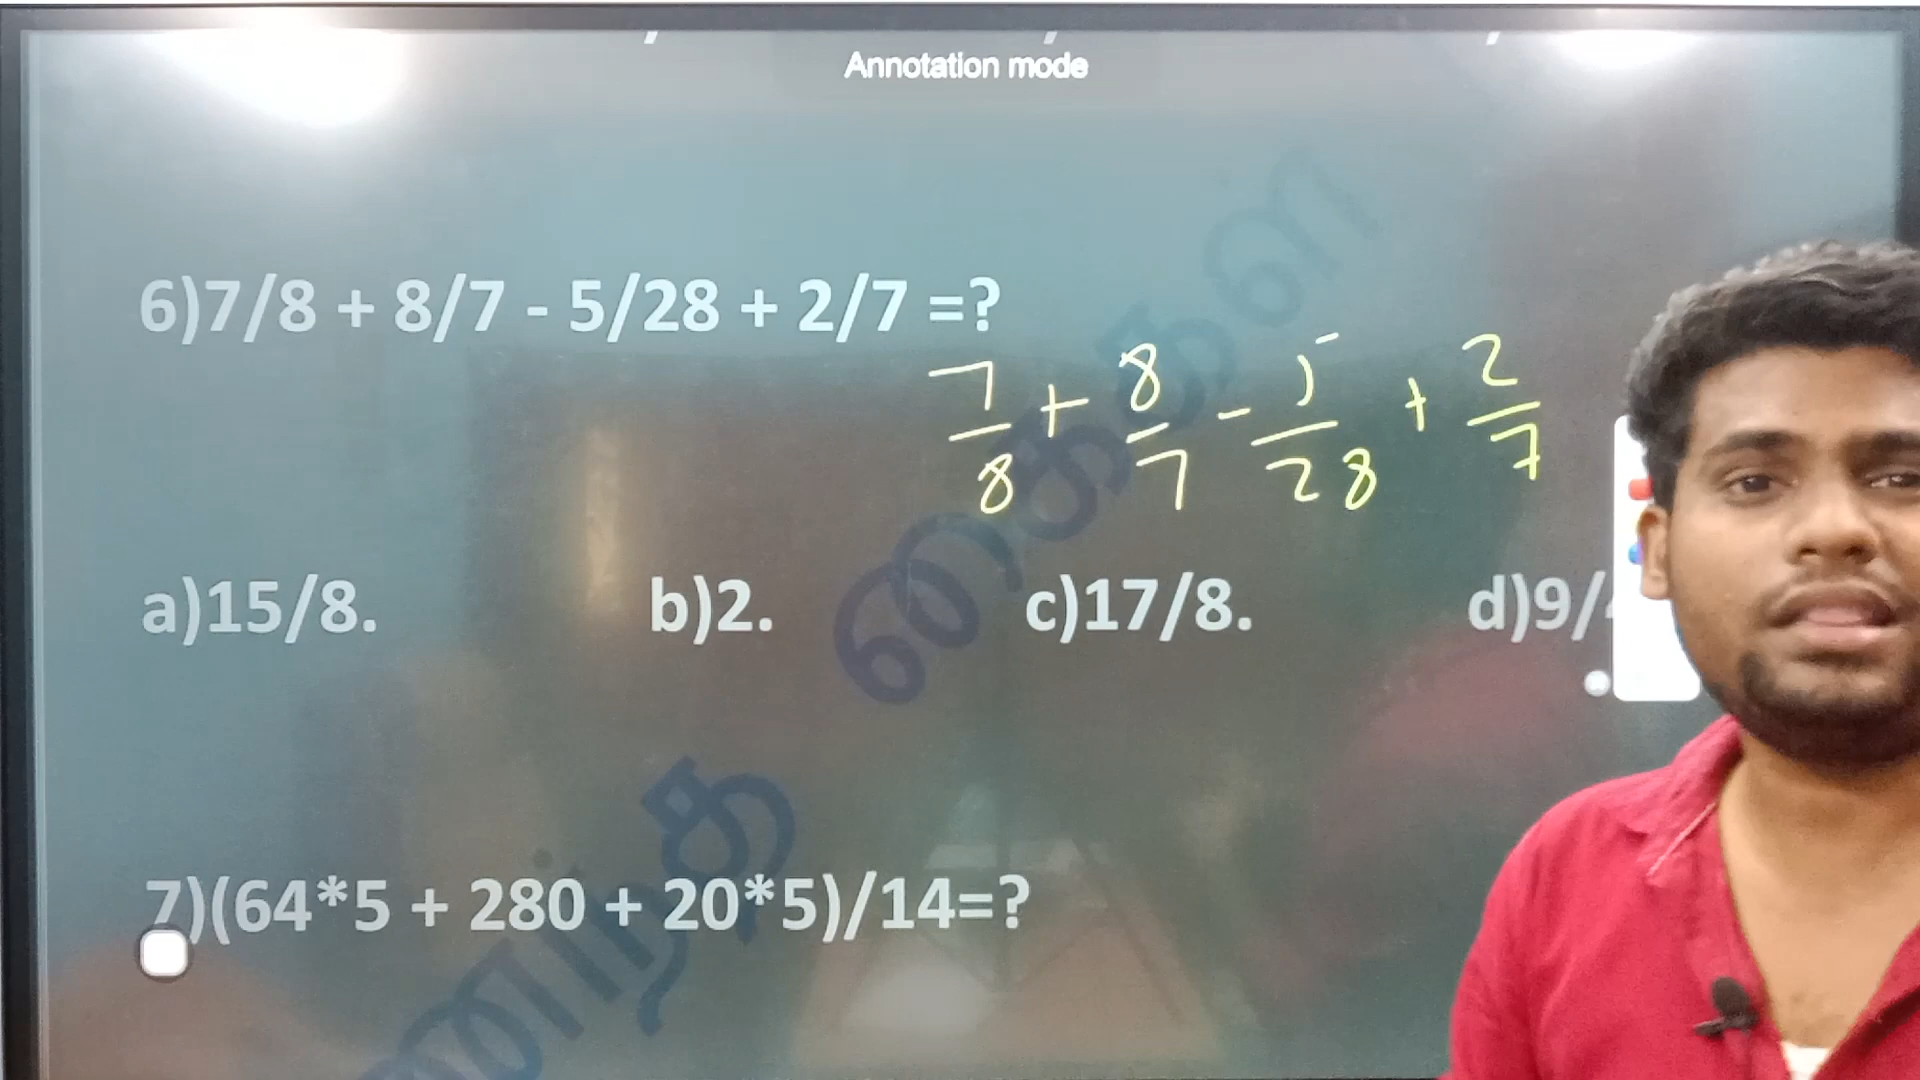 Annotation mode
6)7/8 + 8/7 - 5/28 + 2/7 =?
7/8 + 8/7 - 5/28 + 2/7
a)15/8. b)2. c)17/8. d)9/
7)(64*5 + 280 + 20*5)/14=?